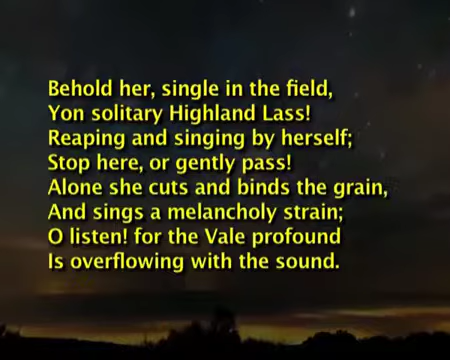 Behold her, single in the field,
Yon solitary Highland Lass!
Reaping and singing by herself;
Stop here, or gently pass!
Alone she cuts and binds the grain,
And sings a melancholy strain;
O listen! for the Vale profound
Is overflowing with the sound.